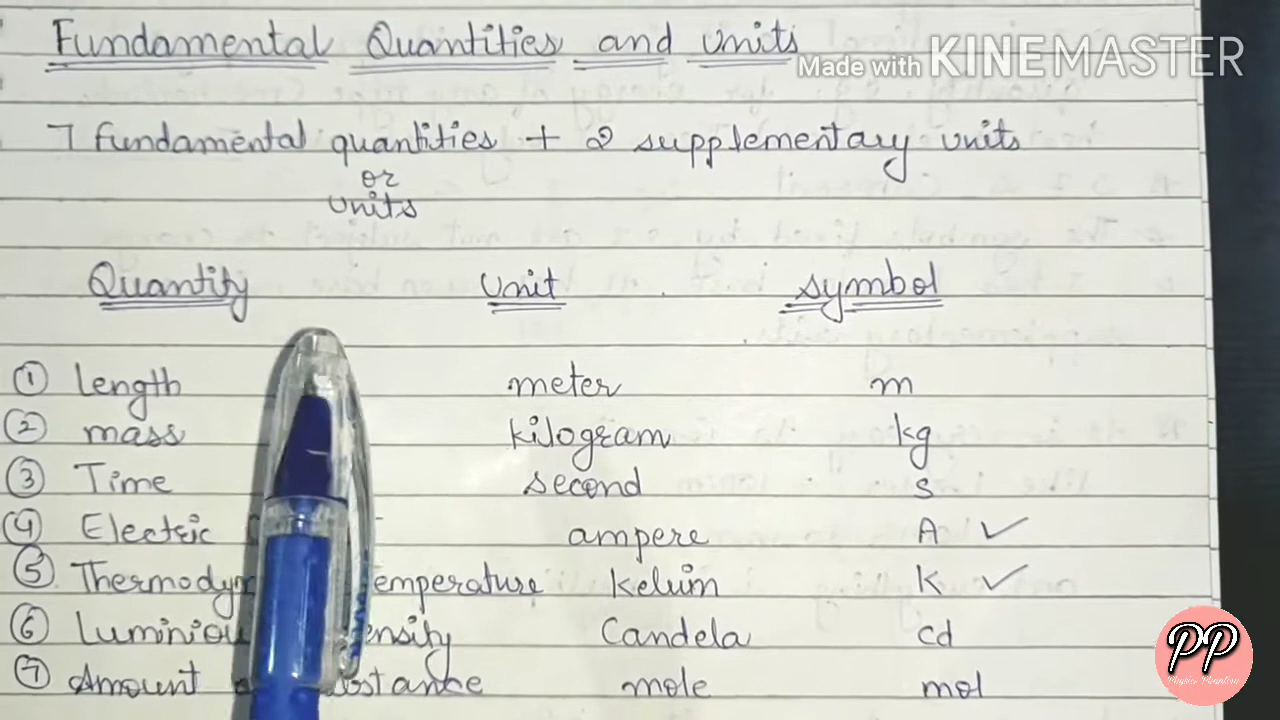 Fundamental Quantities and Units
Made with KINEMASTER
7 Fundamental quantities + 2 supplementary units
or
units
Quantity Unit Symbol
① Length meter m
② mass kilogram kg
③ Time second s
④ Electric ampere A ✓
⑤ Thermodyn emperature Kelvin K ✓
⑥ Luminiou ensity Candela cd
⑦ Amount bstance mole mol
PP